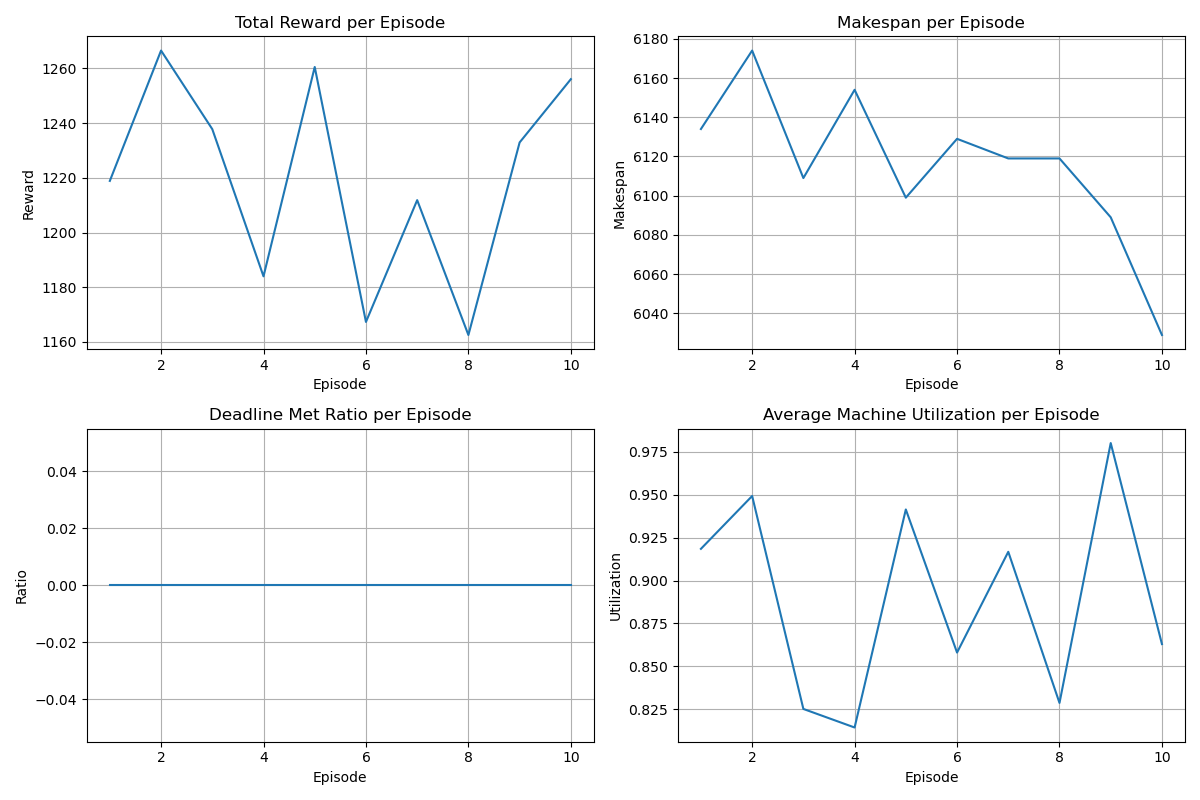 Total Reward per Episode
Reward
1260
1240
1220
1200
1180
1160
2 4 6 8 10
Episode
Makespan per Episode
Makespan
6180
6160
6140
6120
6100
6080
6060
6040
2 4 6 8 10
Episode
Deadline Met Ratio per Episode
Ratio
0.04
0.02
0.00
−0.02
−0.04
2 4 6 8 10
Episode
Average Machine Utilization per Episode
Utilization
0.975
0.950
0.925
0.900
0.875
0.850
0.825
2 4 6 8 10
Episode